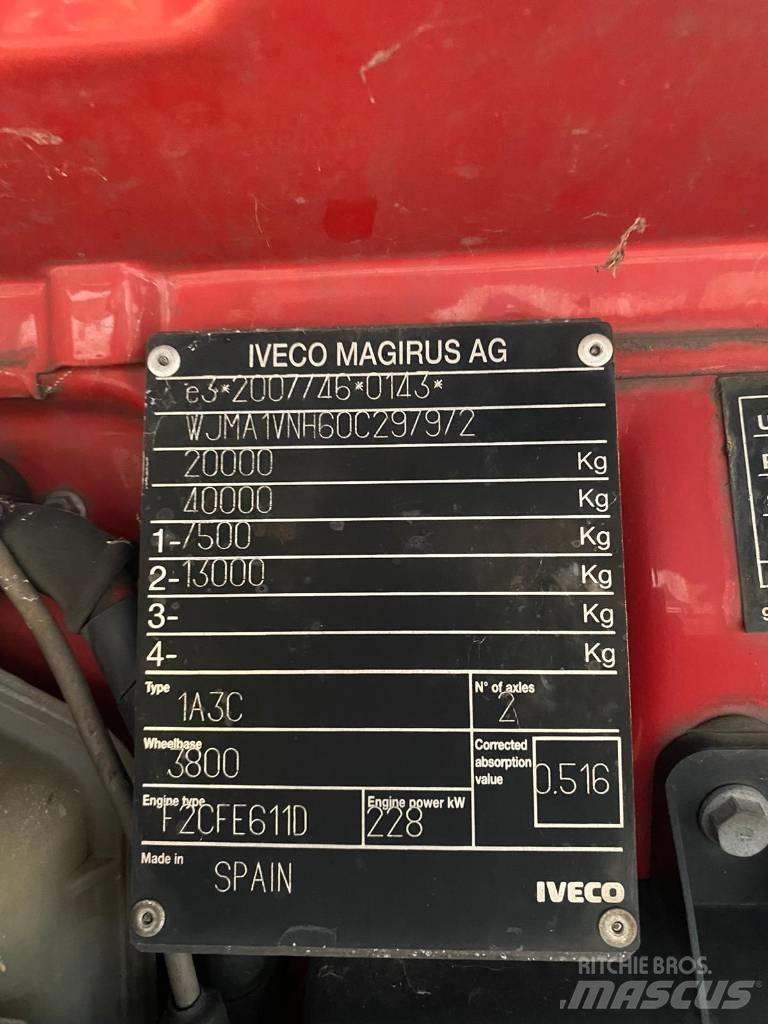 IVECO MAGIRUS AG
e3*2007/46*0143*
WJMA1VNH60C297972
20000 Kg
40000 Kg
1-7500 Kg
2-13000 Kg
3- Kg
4- Kg
Type 1A3C N° of axles 2
Wheelbase 3800 Corrected absorption value 0.516
Engine type F2CFE611D Engine power kW 228
Made in SPAIN
IVECO
RITCHIE BROS.
MASCUS